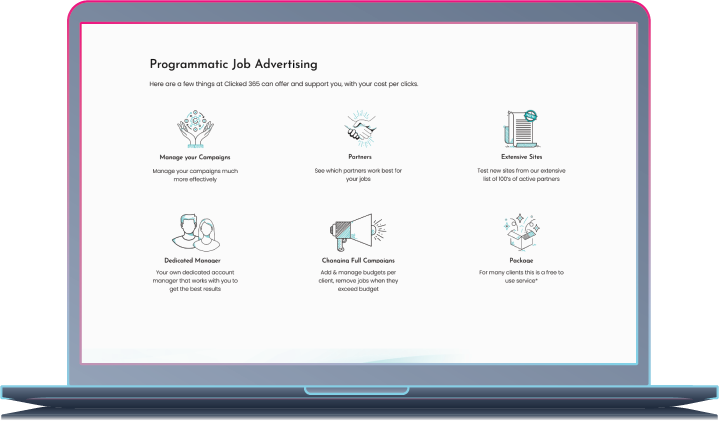 Programmatic Job Advertising
Here are a few things at Clicked 365 can offer and support you, with your cost per clicks.
Manage your Campaigns
Manage your campaigns much
more effectively
Partners
See which partners work best for
your jobs
Extensive Sites
Test new sites from our extensive
list of 100's of active partners
Dedicated Manager
Your own dedicated account
manager that works with you to
get the best results
Changing Full Campaigns
Add & manage budgets per
client, remove jobs when they
exceed budget
Package
For many clients this is a free to
use service*